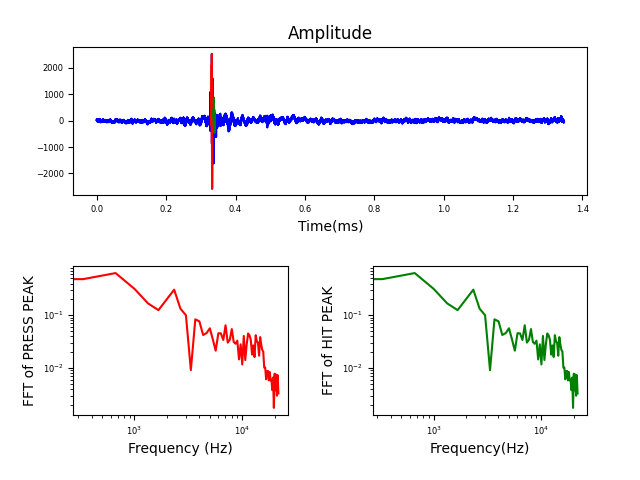 Amplitude
2000
1000
0
−1000
−2000
0.0 0.2 0.4 0.6 0.8 1.0 1.2 1.4
Time(ms)
FFT of PRESS PEAK
10⁻¹
10⁻²
10³ 10⁴
Frequency (Hz)
FFT of HIT PEAK
10⁻¹
10⁻²
10³ 10⁴
Frequency(Hz)